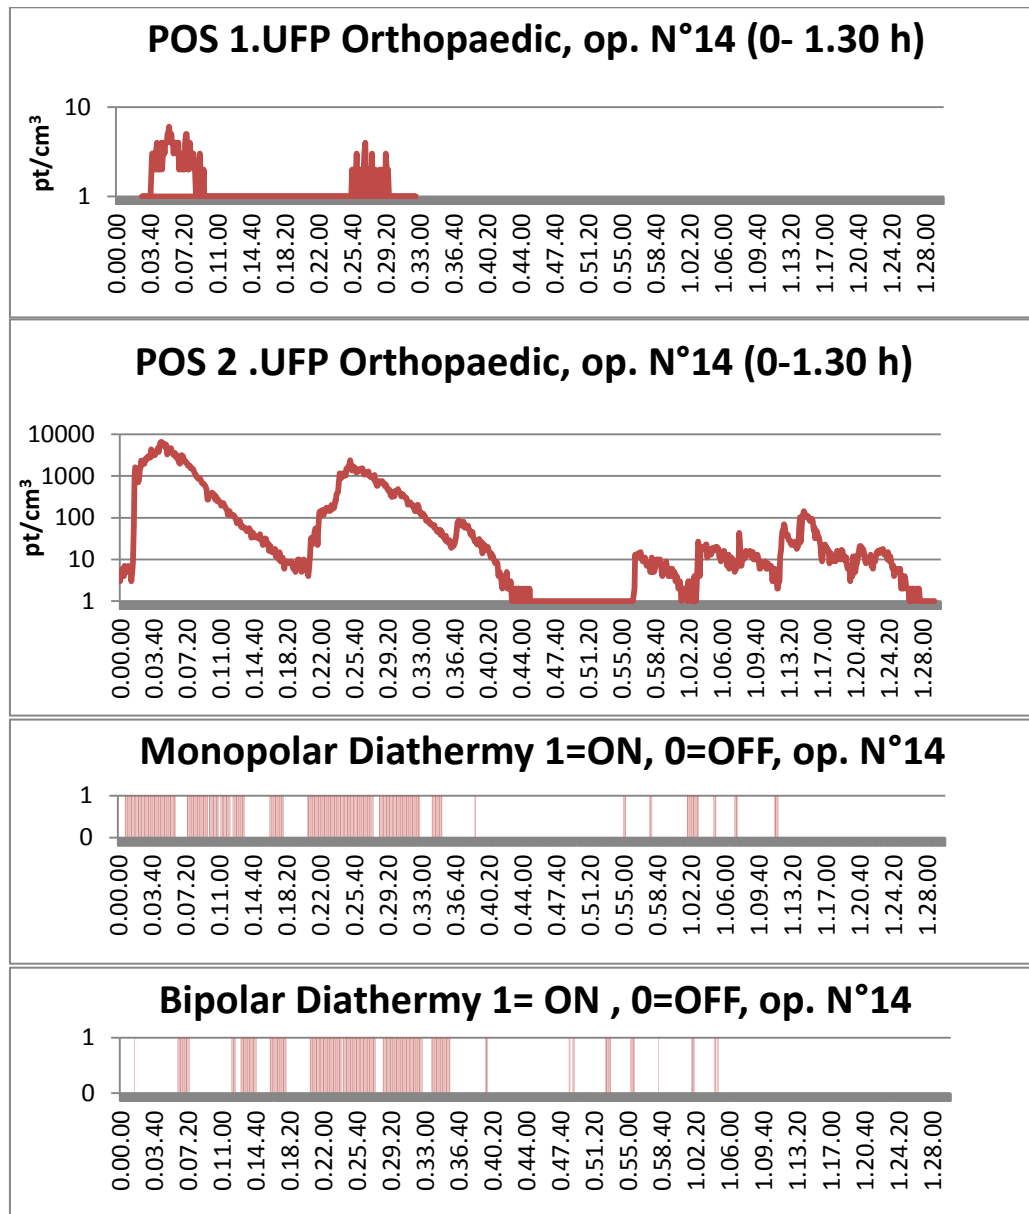 POS 1.UFP Orthopaedic, op. N°14 (0- 1.30 h)
pt/cm³
10
1
0.00.00 0.03.40 0.07.20 0.11.00 0.14.40 0.18.20 0.22.00 0.25.40 0.29.20 0.33.00 0.36.40 0.40.20 0.44.00 0.47.40 0.51.20 0.55.00 0.58.40 1.02.20 1.06.00 1.09.40 1.13.20 1.17.00 1.20.40 1.24.20 1.28.00
POS 2 .UFP Orthopaedic, op. N°14 (0-1.30 h)
pt/cm³
10000
1000
100
10
1
0.00.00 0.03.40 0.07.20 0.11.00 0.14.40 0.18.20 0.22.00 0.25.40 0.29.20 0.33.00 0.36.40 0.40.20 0.44.00 0.47.40 0.51.20 0.55.00 0.58.40 1.02.20 1.06.00 1.09.40 1.13.20 1.17.00 1.20.40 1.24.20 1.28.00
Monopolar Diathermy 1=ON, 0=OFF, op. N°14
1
0
0.00.00 0.03.40 0.07.20 0.11.00 0.14.40 0.18.20 0.22.00 0.25.40 0.29.20 0.33.00 0.36.40 0.40.20 0.44.00 0.47.40 0.51.20 0.55.00 0.58.40 1.02.20 1.06.00 1.09.40 1.13.20 1.17.00 1.20.40 1.24.20 1.28.00
Bipolar Diathermy 1= ON , 0=OFF, op. N°14
1
0
0.00.00 0.03.40 0.07.20 0.11.00 0.14.40 0.18.20 0.22.00 0.25.40 0.29.20 0.33.00 0.36.40 0.40.20 0.44.00 0.47.40 0.51.20 0.55.00 0.58.40 1.02.20 1.06.00 1.09.40 1.13.20 1.17.00 1.20.40 1.24.20 1.28.00